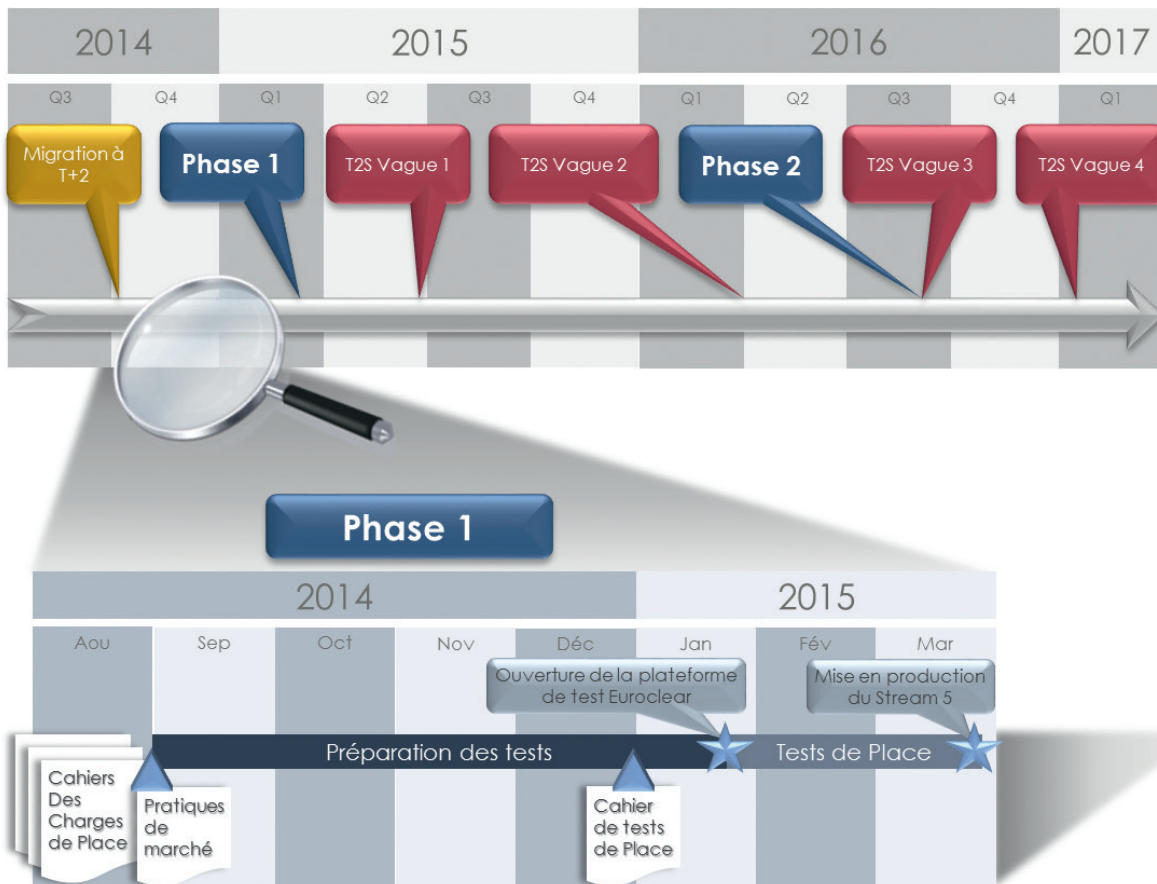 2014
2015
2016
2017
Q3
Q4
Q1
Q2
Q3
Q4
Q1
Q2
Q3
Q4
Q1
Migration à
T+2
Phase 1
T2S Vague 1
T2S Vague 2
Phase 2
T2S Vague 3
T2S Vague 4
Phase 1
2014
2015
Aou
Sep
Oct
Nov
Déc
Jan
Fév
Mar
Ouverture de la plateforme
de test Euroclear
Mise en production
du Stream 5
Préparation des tests
Tests de Place
Cahiers
Des
Charges
de Place
Pratiques
de
marché
Cahier
de tests
de Place